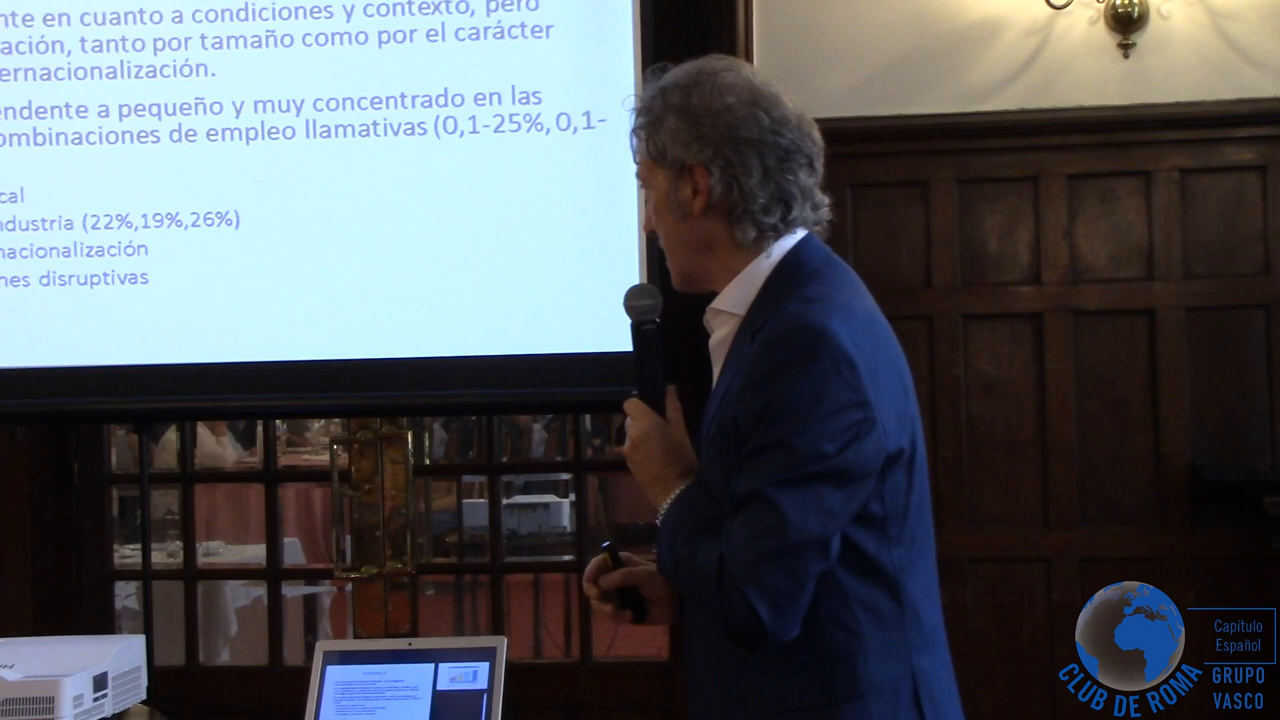 nte en cuanto a condiciones y contexto, pero
ación, tanto por tamaño como por el carácter
ernacionalización.
endente a pequeño y muy concentrado en las
ombinaciones de empleo llamativas (0,1-25%, 0,1-
cal
ndustria (22%,19%,26%)
nacionalización
nes disruptivas
Capítulo
Español
GRUPO
VASCO
CLUB DE ROMA